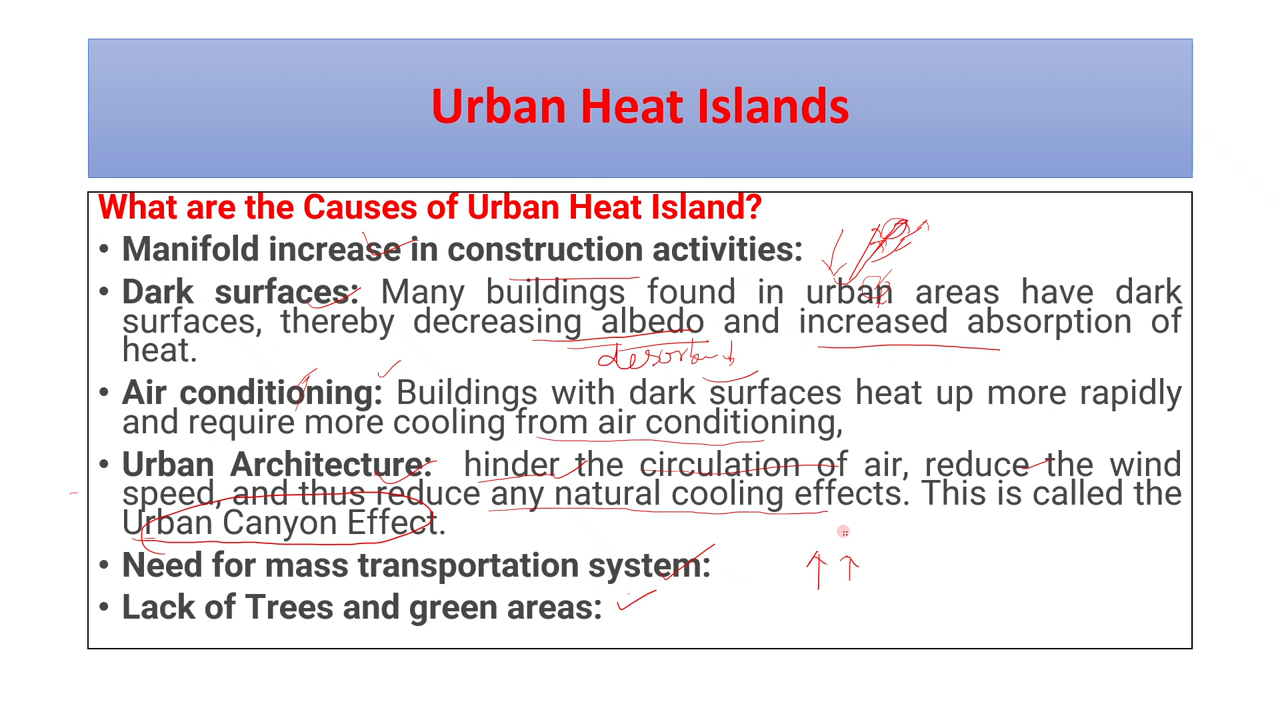 Urban Heat Islands
What are the Causes of Urban Heat Island?
• Manifold increase in construction activities:
• Dark surfaces: Many buildings found in urban areas have dark
surfaces, thereby decreasing albedo and increased absorption of
heat.
• Air conditioning: Buildings with dark surfaces heat up more rapidly
and require more cooling from air conditioning,
• Urban Architecture: hinder the circulation of air, reduce the wind
speed, and thus reduce any natural cooling effects. This is called the
Urban Canyon Effect.
• Need for mass transportation system:
• Lack of Trees and green areas: